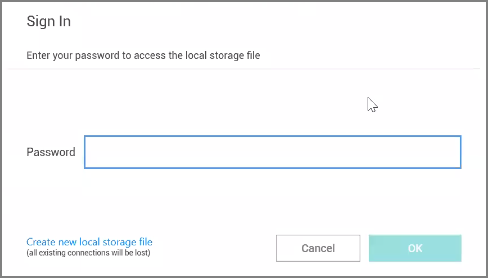 Sign In
Enter your password to access the local storage file
Password
Create new local storage file
(all existing connections will be lost)
Cancel
OK